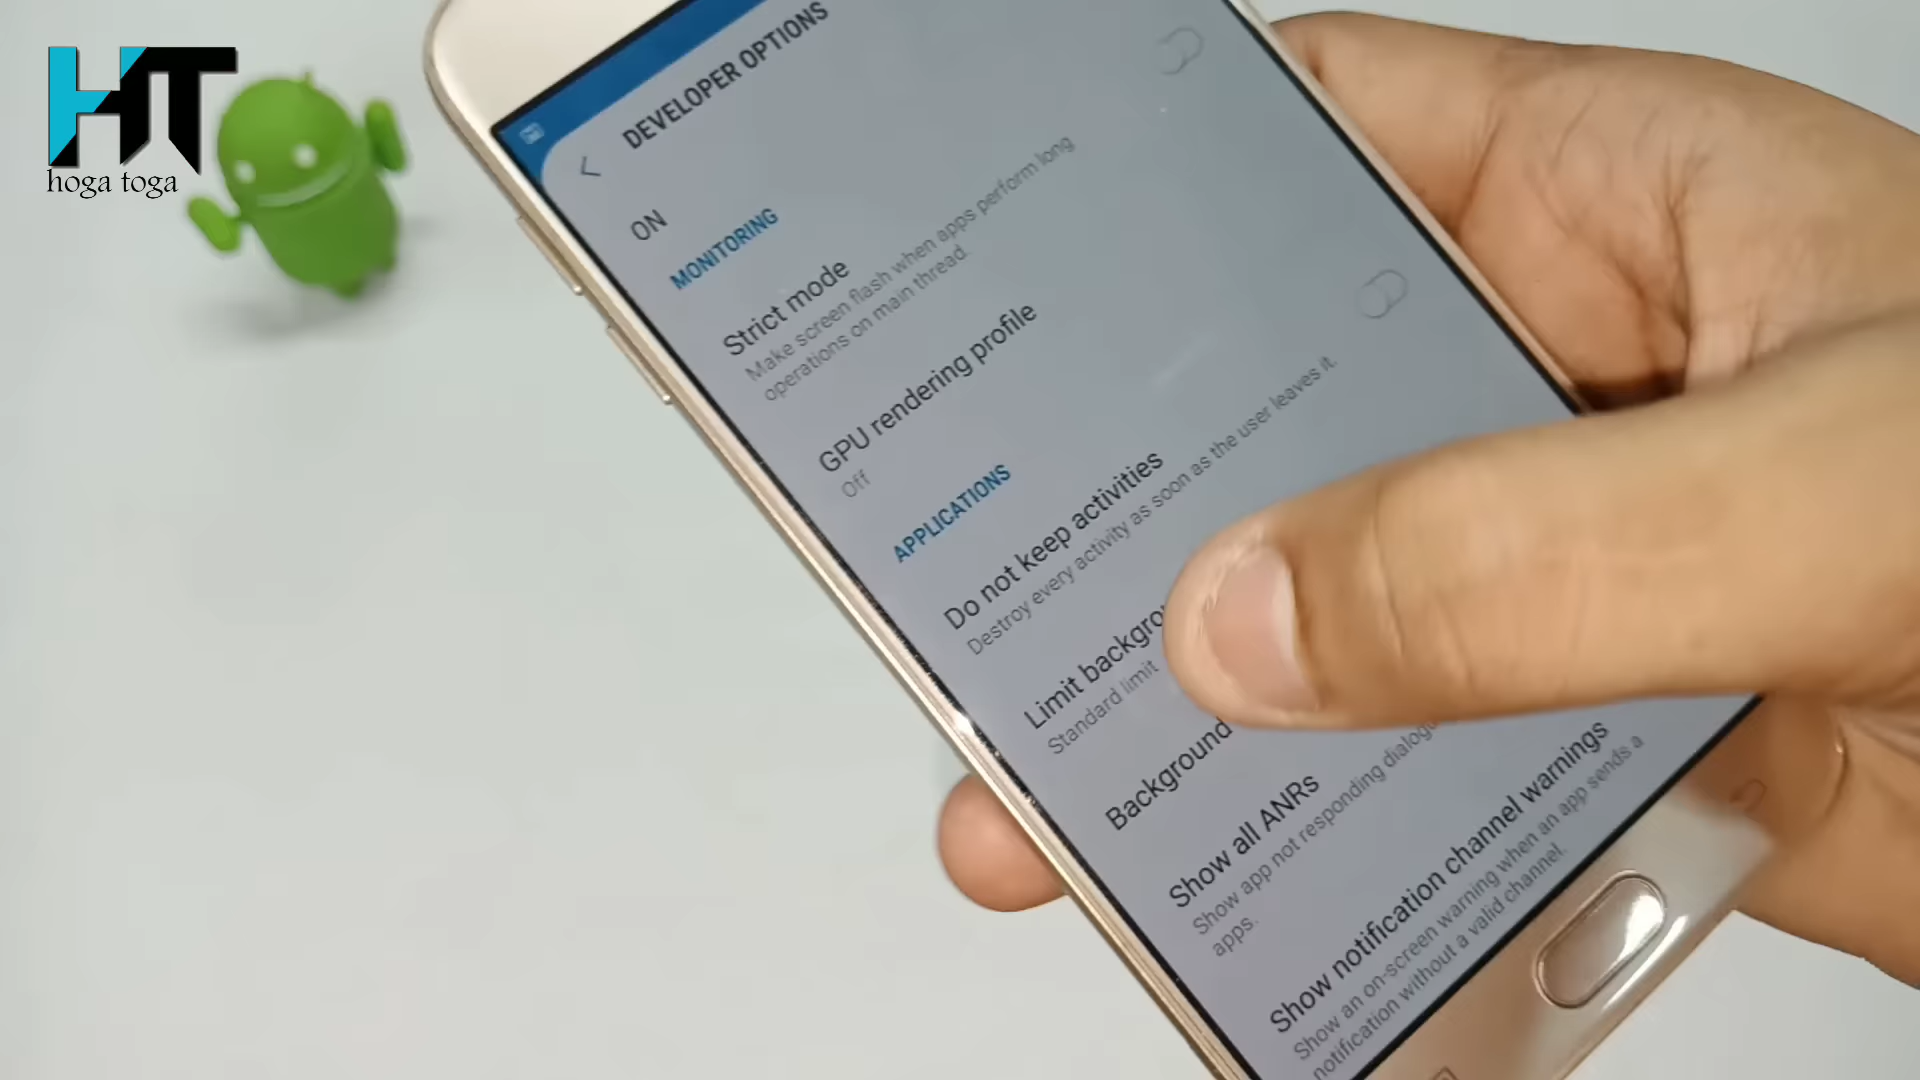 HT
hoga toga
DEVELOPER OPTIONS
ON
MONITORING
Strict mode
Make screen flash when apps perform long
operations on main thread.
GPU rendering profile
Off
APPLICATIONS
Do not keep activities
Destroy every activity as soon as the user leaves it.
Limit
Standard limit
Background
Show all ANRs
Show app not responding
apps.
Show notification channel warnings
Show an on-screen warning when an app sends a
notification without a valid channel.